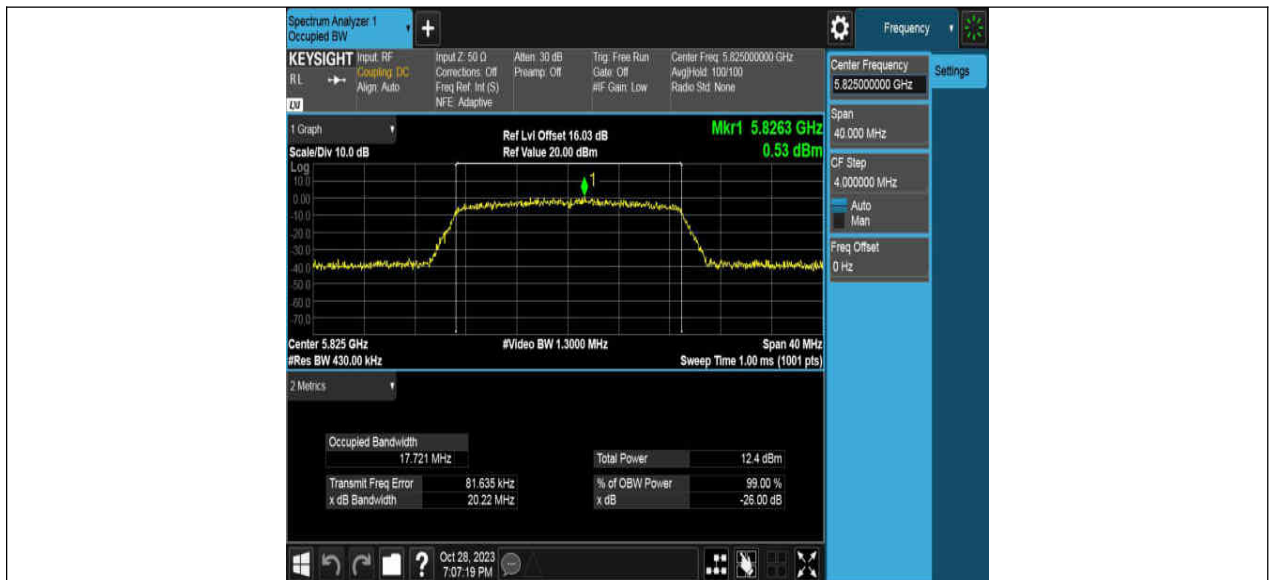 Spectrum Analyzer 1
Occupied BW
+
Frequency
KEYSIGHT
RL
LXI
Input: RF
Coupling: DC
Align: Auto
Input Z: 50 Ω
Corrections: Off
Freq Ref: Int (S)
NFE: Adaptive
Atten: 30 dB
Preamp: Off
Trig: Free Run
Gate: Off
#IF Gain: Low
Center Freq: 5.825000000 GHz
Avg|Hold: 100/100
Radio Std: None
Center Frequency
5.825000000 GHz
Settings
Span
40.000 MHz
CF Step
4.000000 MHz
Auto
Man
Freq Offset
0 Hz
1 Graph
Scale/Div 10.0 dB
Ref Lvl Offset 16.03 dB
Ref Value 20.00 dBm
Mkr1 5.8263 GHz
0.53 dBm
Log
10.0
0.00
-10.0
-20.0
-30.0
-40.0
-50.0
-60.0
-70.0
1
Center 5.825 GHz
#Res BW 430.00 kHz
#Video BW 1.3000 MHz
Span 40 MHz
Sweep Time 1.00 ms (1001 pts)
2 Metrics
Occupied Bandwidth
17.721 MHz
Total Power 12.4 dBm
Transmit Freq Error 81.635 kHz
% of OBW Power 99.00 %
x dB Bandwidth 20.22 MHz
x dB -26.00 dB
?
Oct 28, 2023
7:07:19 PM